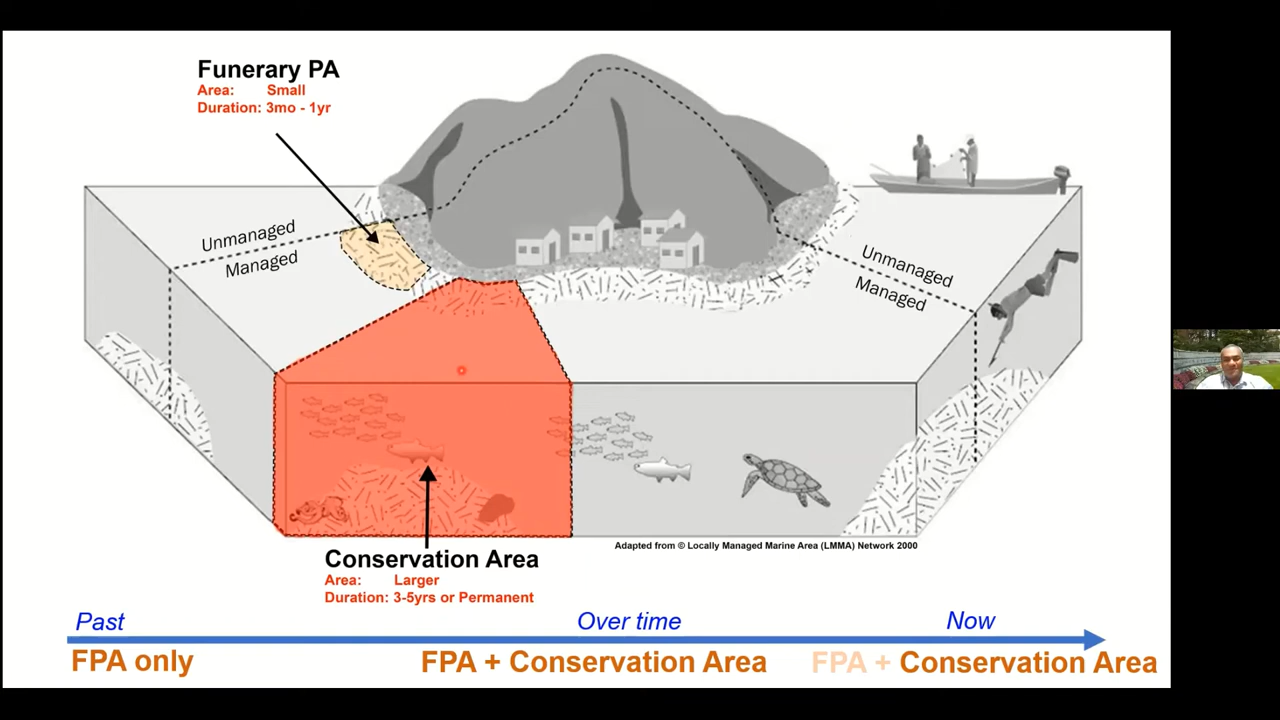 Funerary PA
Area: Small
Duration: 3mo - 1yr
Unmanaged
Managed
Unmanaged
Managed
Adapted from © Locally Managed Marine Area (LMMA) Network 2000
Conservation Area
Area: Larger
Duration: 3-5yrs or Permanent
Past Over time Now
FPA only FPA + Conservation Area FPA + Conservation Area